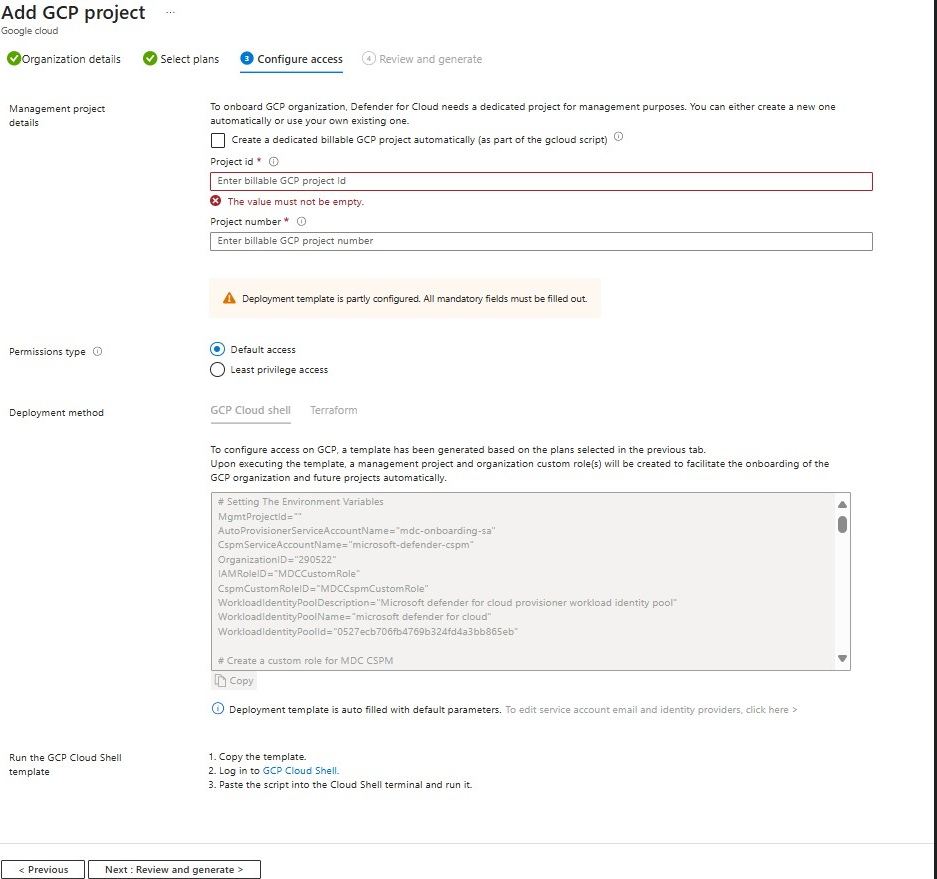 Add GCP project ...
Google cloud
Organization details
Select plans
3 Configure access
4 Review and generate
Management project
details
To onboard GCP organization, Defender for Cloud needs a dedicated project for management purposes. You can either create a new one
automatically or use your own existing one.
Create a dedicated billable GCP project automatically (as part of the gcloud script)
Project id *
Enter billable GCP project Id
The value must not be empty.
Project number *
Enter billable GCP project number
Deployment template is partly configured. All mandatory fields must be filled out.
Permissions type
Default access
Least privilege access
Deployment method
GCP Cloud shell
Terraform
To configure access on GCP, a template has been generated based on the plans selected in the previous tab.
Upon executing the template, a management project and organization custom role(s) will be created to facilitate the onboarding of the
GCP organization and future projects automatically.
# Setting The Environment Variables
MgmtProjectId=""
AutoProvisionerServiceAccountName="mdc-onboarding-sa"
CspmServiceAccountName="microsoft-defender-cspm"
OrganizationID="290522"
IAMRoleID="MDCCustomRole"
CspmCustomRoleID="MDCCspmCustomRole"
WorkloadIdentityPoolDescription="Microsoft defender for cloud provisioner workload identity pool"
WorkloadIdentityPoolName="microsoft defender for cloud"
WorkloadIdentityPoolId="0527ecb706fb4769b324fd4a3bb865eb"
# Create a custom role for MDC CSPM
Copy
Deployment template is auto filled with default parameters. To edit service account email and identity providers, click here >
Run the GCP Cloud Shell
template
1. Copy the template.
2. Log in to GCP Cloud Shell.
3. Paste the script into the Cloud Shell terminal and run it.
< Previous
Next : Review and generate >